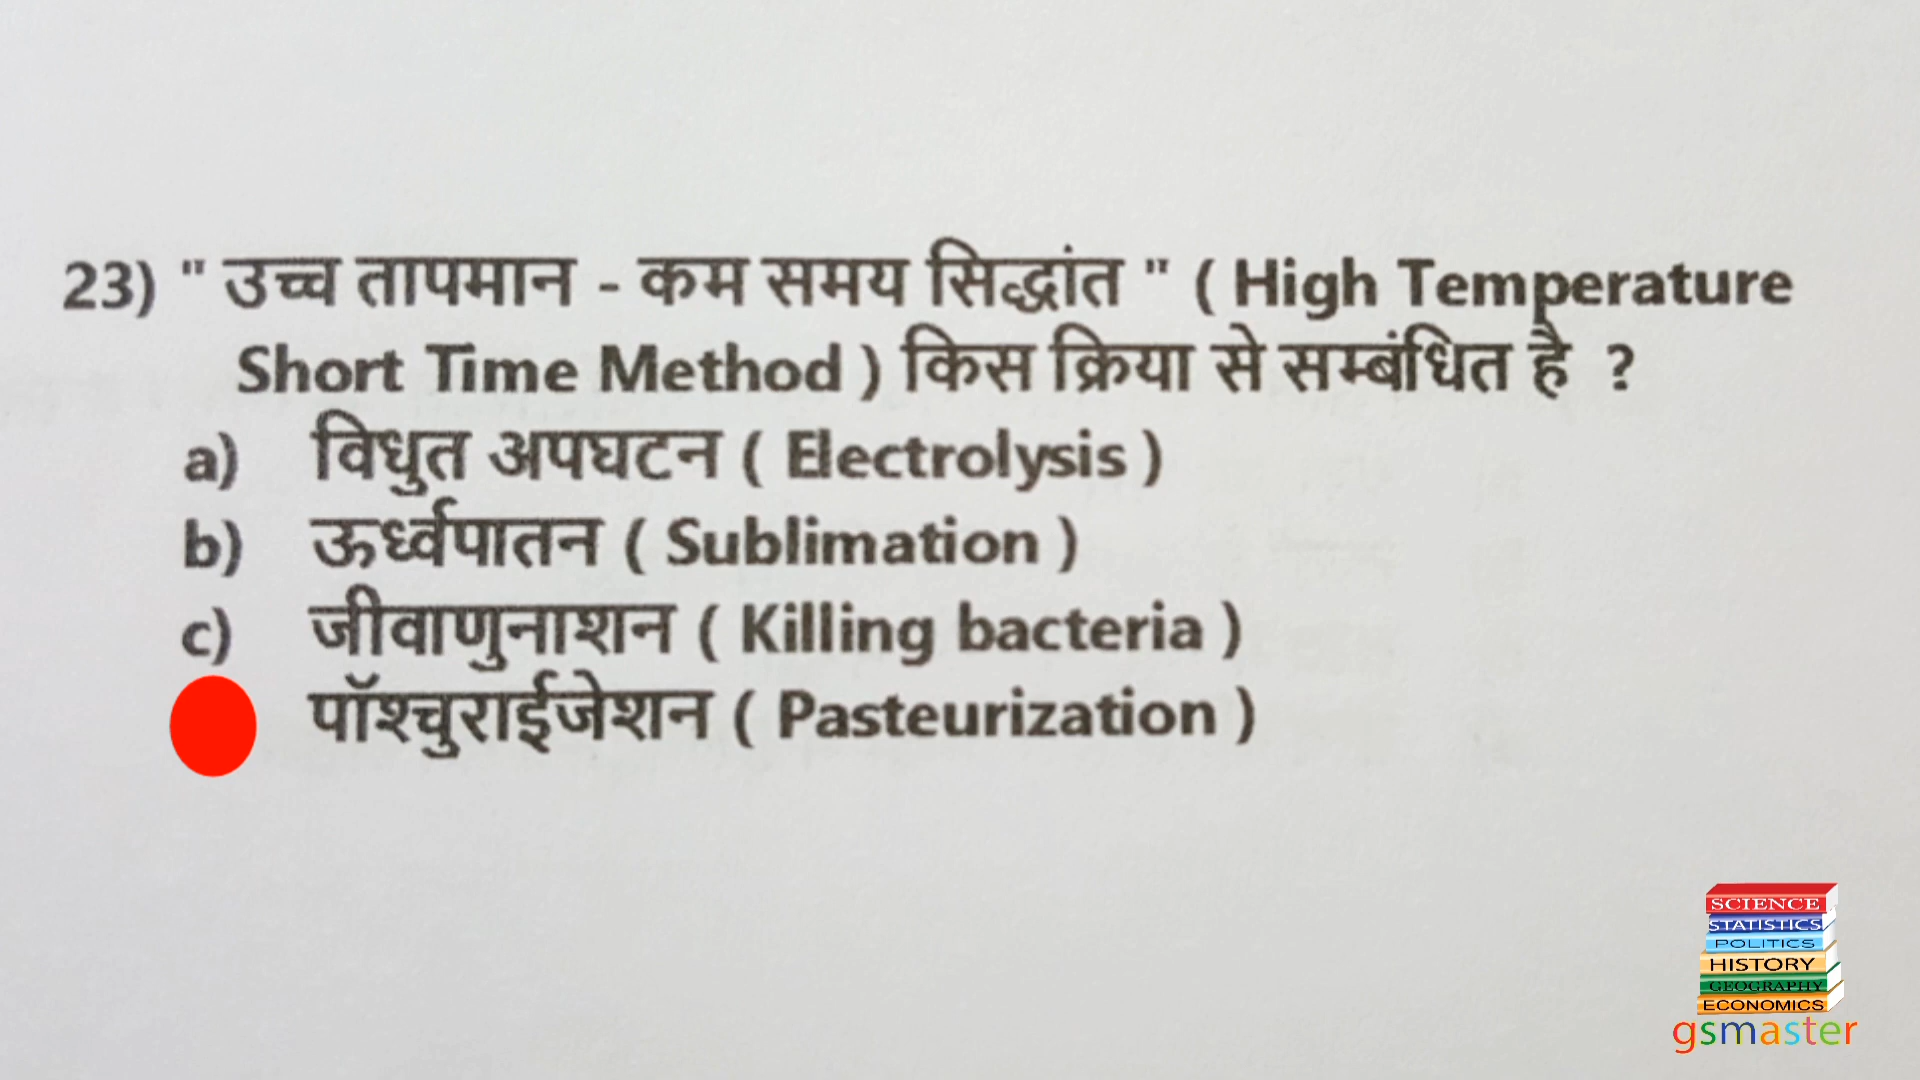 23) " उच्च तापमान - कम समय सिद्धांत " ( High Temperature
Short Time Method ) किस क्रिया से सम्बंधित है ?
a) विधुत अपघटन ( Electrolysis )
b) ऊर्ध्वपातन ( Sublimation )
c) जीवाणुनाशन ( Killing bacteria )
पॉश्चुराईजेशन ( Pasteurization )
SCIENCE
STATISTICS
POLITICS
HISTORY
GEOGRAPHY
ECONOMICS
gsmaster